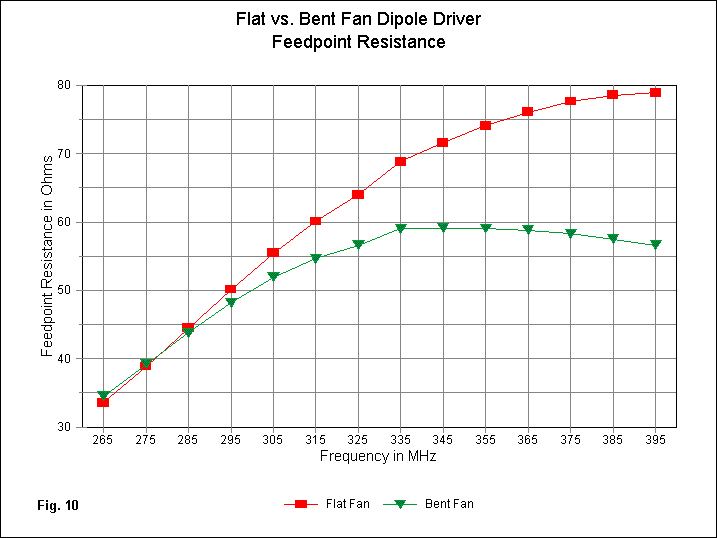 Flat vs. Bent Fan Dipole Driver
Feedpoint Resistance
Feedpoint Resistance in Ohms
80
70
60
50
40
30
265 275 285 295 305 315 325 335 345 355 365 375 385 395
Frequency in MHz
Fig. 10
Flat Fan
Bent Fan